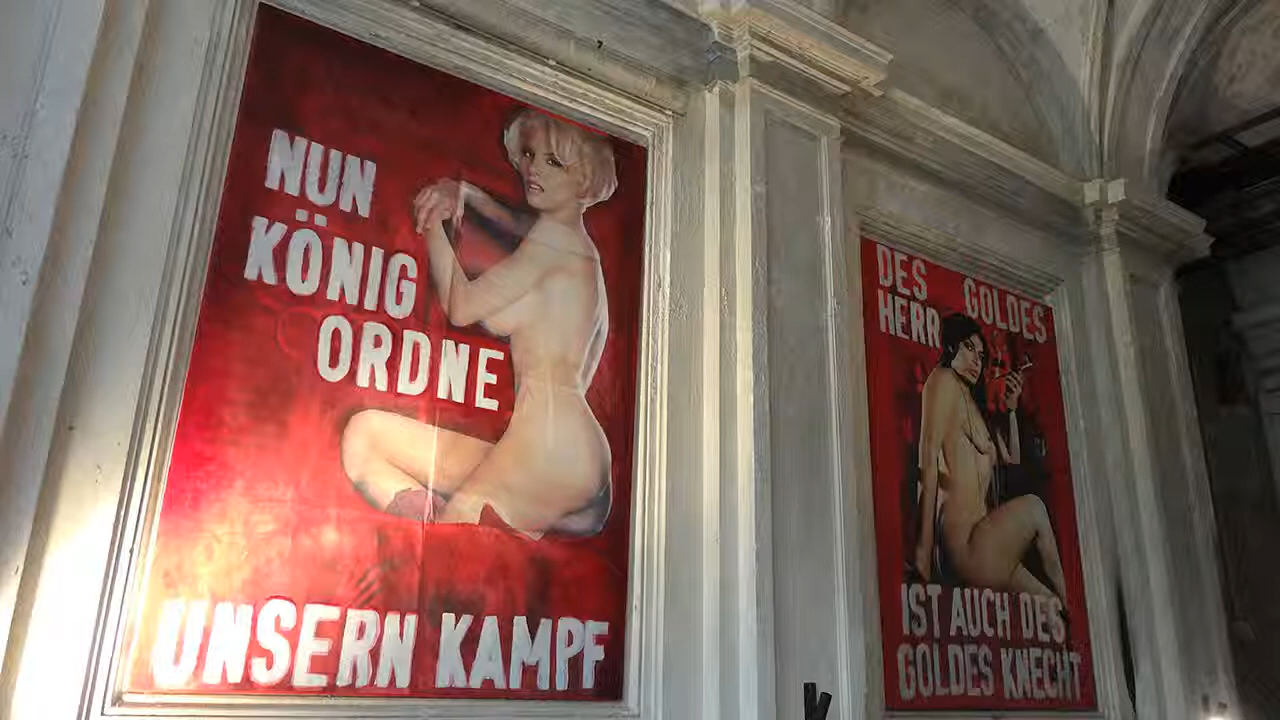 NUN
KÖNIG
ORDNE
UNSERN KAMPF
DES GOLDES
HERR
IST AUCH DES
GOLDES KNECHT